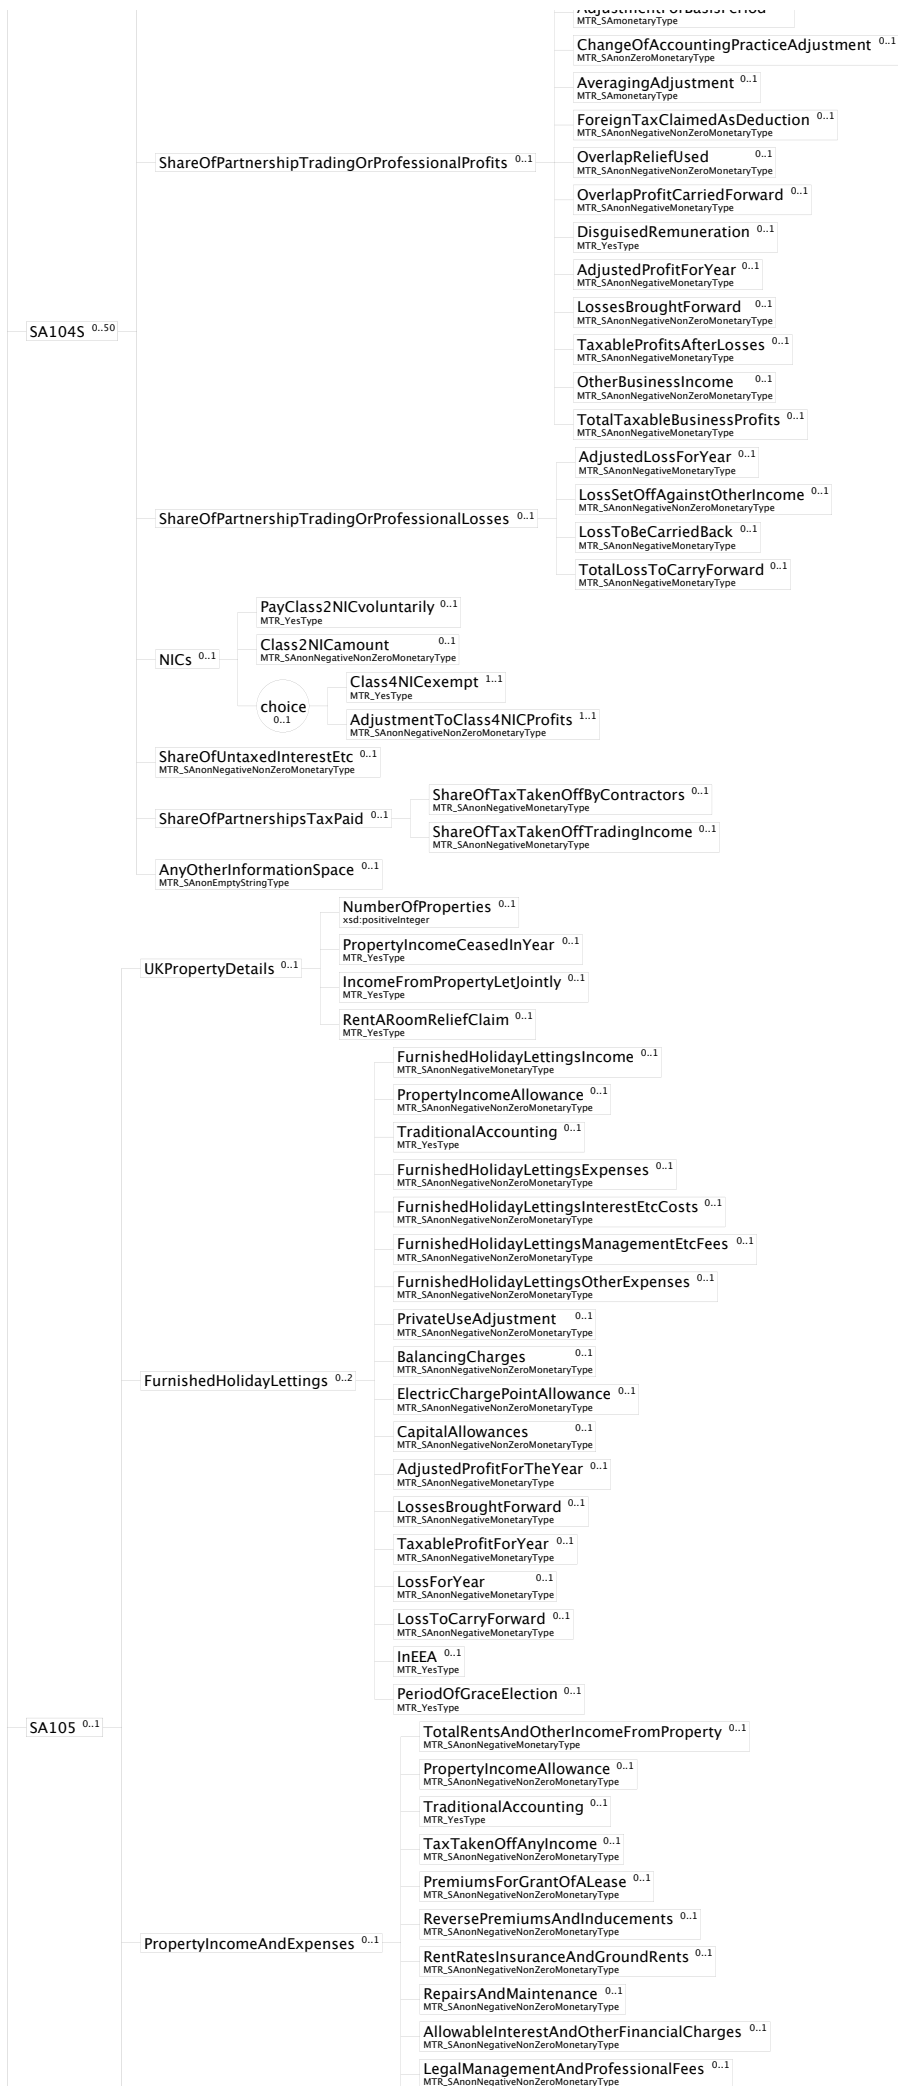 AdjustmentForBasisPeriod
MTR_SAmonetaryType
ChangeOfAccountingPracticeAdjustment 0..1
MTR_SAnonZeroMonetaryType
AveragingAdjustment 0..1
MTR_SAmonetaryType
ForeignTaxClaimedAsDeduction 0..1
MTR_SAnonNegativeNonZeroMonetaryType
OverlapReliefUsed 0..1
MTR_SAnonNegativeNonZeroMonetaryType
ShareOfPartnershipTradingOrProfessionalProfits 0..1
OverlapProfitCarriedForward 0..1
MTR_SAnonNegativeMonetaryType
DisguisedRemuneration 0..1
MTR_YesType
AdjustedProfitForYear 0..1
MTR_SAnonNegativeMonetaryType
LossesBroughtForward 0..1
MTR_SAnonNegativeNonZeroMonetaryType
SA104S 0..50
TaxableProfitsAfterLosses 0..1
MTR_SAnonNegativeMonetaryType
OtherBusinessIncome 0..1
MTR_SAnonNegativeNonZeroMonetaryType
TotalTaxableBusinessProfits 0..1
MTR_SAnonNegativeMonetaryType
AdjustedLossForYear 0..1
MTR_SAnonNegativeMonetaryType
LossSetOffAgainstOtherIncome 0..1
MTR_SAnonNegativeNonZeroMonetaryType
ShareOfPartnershipTradingOrProfessionalLosses 0..1
LossToBeCarriedBack 0..1
MTR_SAnonNegativeMonetaryType
TotalLossToCarryForward 0..1
MTR_SAnonNegativeMonetaryType
PayClass2NICvoluntarily 0..1
MTR_YesType
Class2NICamount 0..1
MTR_SAnonNegativeNonZeroMonetaryType
NICs 0..1
Class4NICexempt 1..1
MTR_YesType
choice
0..1
AdjustmentToClass4NICProfits 1..1
MTR_SAnonNegativeNonZeroMonetaryType
ShareOfUntaxedInterestEtc 0..1
MTR_SAnonNegativeNonZeroMonetaryType
ShareOfTaxTakenOffByContractors 0..1
MTR_SAnonNegativeMonetaryType
ShareOfPartnershipsTaxPaid 0..1
ShareOfTaxTakenOffTradingIncome 0..1
MTR_SAnonNegativeMonetaryType
AnyOtherInformationSpace 0..1
MTR_SAnonEmptyStringType
NumberOfProperties 0..1
xsd:positiveInteger
PropertyIncomeCeasedInYear 0..1
MTR_YesType
UKPropertyDetails 0..1
IncomeFromPropertyLetJointly 0..1
MTR_YesType
RentARoomReliefClaim 0..1
MTR_YesType
FurnishedHolidayLettingsIncome 0..1
MTR_SAnonNegativeMonetaryType
PropertyIncomeAllowance 0..1
MTR_SAnonNegativeNonZeroMonetaryType
TraditionalAccounting 0..1
MTR_YesType
FurnishedHolidayLettingsExpenses 0..1
MTR_SAnonNegativeNonZeroMonetaryType
FurnishedHolidayLettingsInterestEtcCosts 0..1
MTR_SAnonNegativeNonZeroMonetaryType
FurnishedHolidayLettingsManagementEtcFees 0..1
MTR_SAnonNegativeNonZeroMonetaryType
FurnishedHolidayLettingsOtherExpenses 0..1
MTR_SAnonNegativeNonZeroMonetaryType
PrivateUseAdjustment 0..1
MTR_SAnonNegativeNonZeroMonetaryType
BalancingCharges 0..1
MTR_SAnonNegativeNonZeroMonetaryType
FurnishedHolidayLettings 0..2
ElectricChargePointAllowance 0..1
MTR_SAnonNegativeNonZeroMonetaryType
CapitalAllowances 0..1
MTR_SAnonNegativeNonZeroMonetaryType
AdjustedProfitForTheYear 0..1
MTR_SAnonNegativeMonetaryType
LossesBroughtForward 0..1
MTR_SAnonNegativeMonetaryType
TaxableProfitForYear 0..1
MTR_SAnonNegativeMonetaryType
LossForYear 0..1
MTR_SAnonNegativeMonetaryType
LossToCarryForward 0..1
MTR_SAnonNegativeMonetaryType
InEEA 0..1
MTR_YesType
PeriodOfGraceElection 0..1
MTR_YesType
SA105 0..1
TotalRentsAndOtherIncomeFromProperty 0..1
MTR_SAnonNegativeMonetaryType
PropertyIncomeAllowance 0..1
MTR_SAnonNegativeNonZeroMonetaryType
TraditionalAccounting 0..1
MTR_YesType
TaxTakenOffAnyIncome 0..1
MTR_SAnonNegativeNonZeroMonetaryType
PremiumsForGrantOfALease 0..1
MTR_SAnonNegativeNonZeroMonetaryType
ReversePremiumsAndInducements 0..1
MTR_SAnonNegativeNonZeroMonetaryType
PropertyIncomeAndExpenses 0..1
RentRatesInsuranceAndGroundRents 0..1
MTR_SAnonNegativeNonZeroMonetaryType
RepairsAndMaintenance 0..1
MTR_SAnonNegativeNonZeroMonetaryType
AllowableInterestAndOtherFinancialCharges 0..1
MTR_SAnonNegativeNonZeroMonetaryType
LegalManagementAndProfessionalFees 0..1
MTR_SAnonNegativeNonZeroMonetaryType